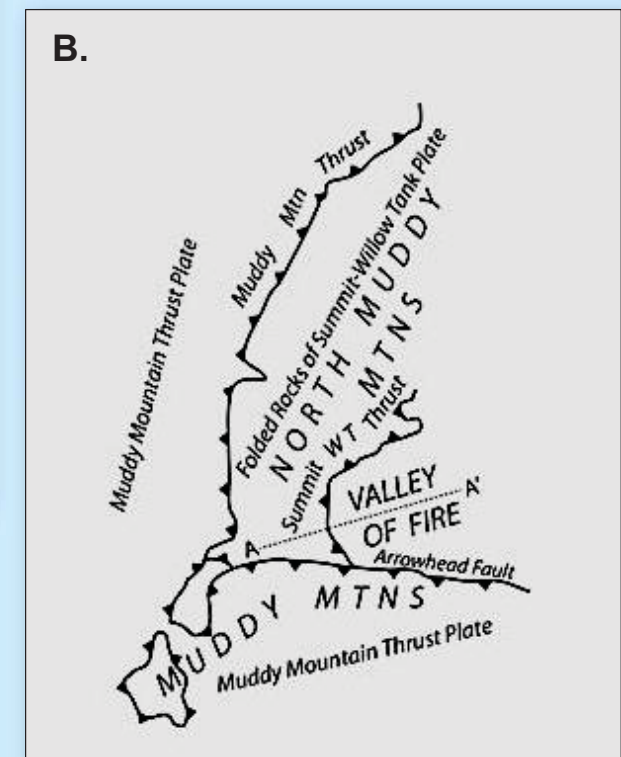 B.
Muddy Mtn Thrust
Muddy Mountain Thrust Plate
Folded Rocks of Summit-Willow Tank Plate
NORTH MUDDY
MTNS
Summit WT Thrust
VALLEY
OF FIRE
A
A'
Arrowhead Fault
MUDDY MTNS
Muddy Mountain Thrust Plate